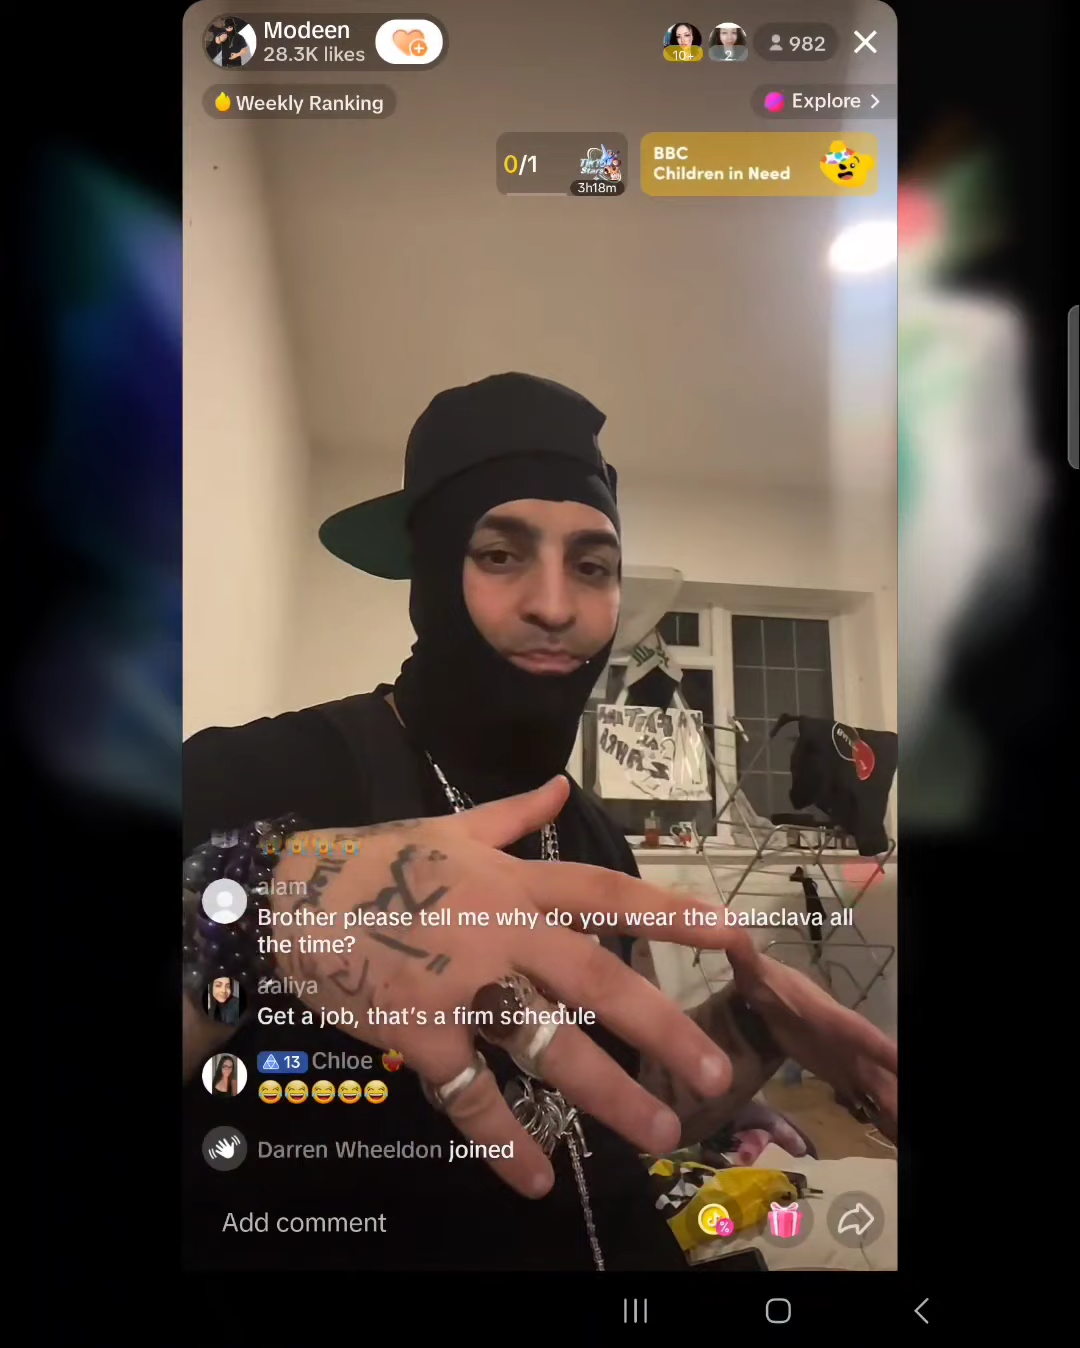 Modeen
28.3K likes
10+
2
982
Weekly Ranking
Explore
0/1
3h18m
BBC
Children in Need
alam
Brother please tell me why do you wear the balaclava all
the time?
aaliya
Get a job, that's a firm schedule
13 Chloe ❤️‍🔥
😂😂😂😂😂
Darren Wheeldon joined
Add comment